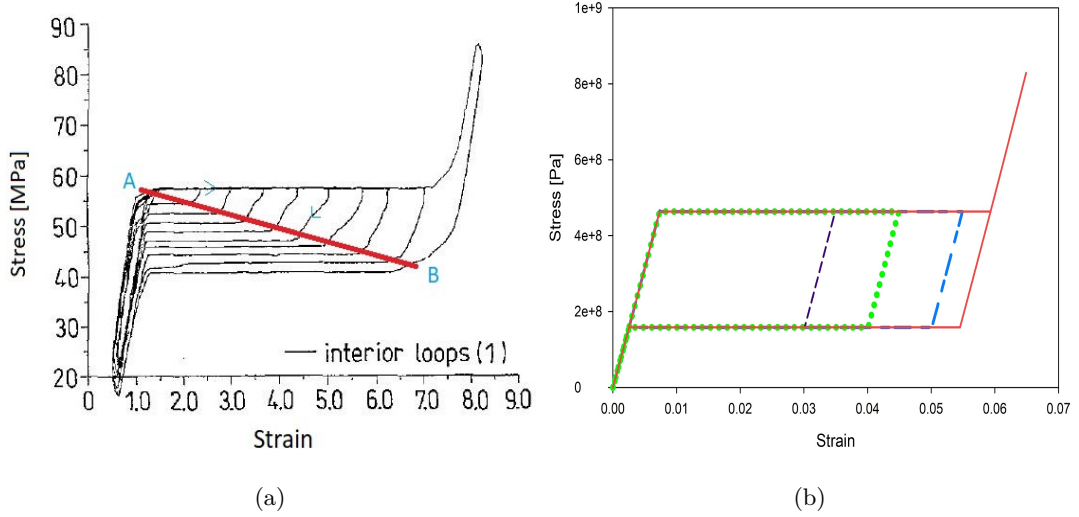 90
80
70
60
50
40
30
20
Stress [MPa]
A
B
interior loops (1)
0
1.0
2.0
3.0
4.0
5.0
6.0
7.0
8.0
9.0
Strain
(a)
1e+9
8e+8
6e+8
4e+8
2e+8
0
Stress [Pa]
0.00
0.01
0.02
0.03
0.04
0.05
0.06
0.07
Strain
(b)